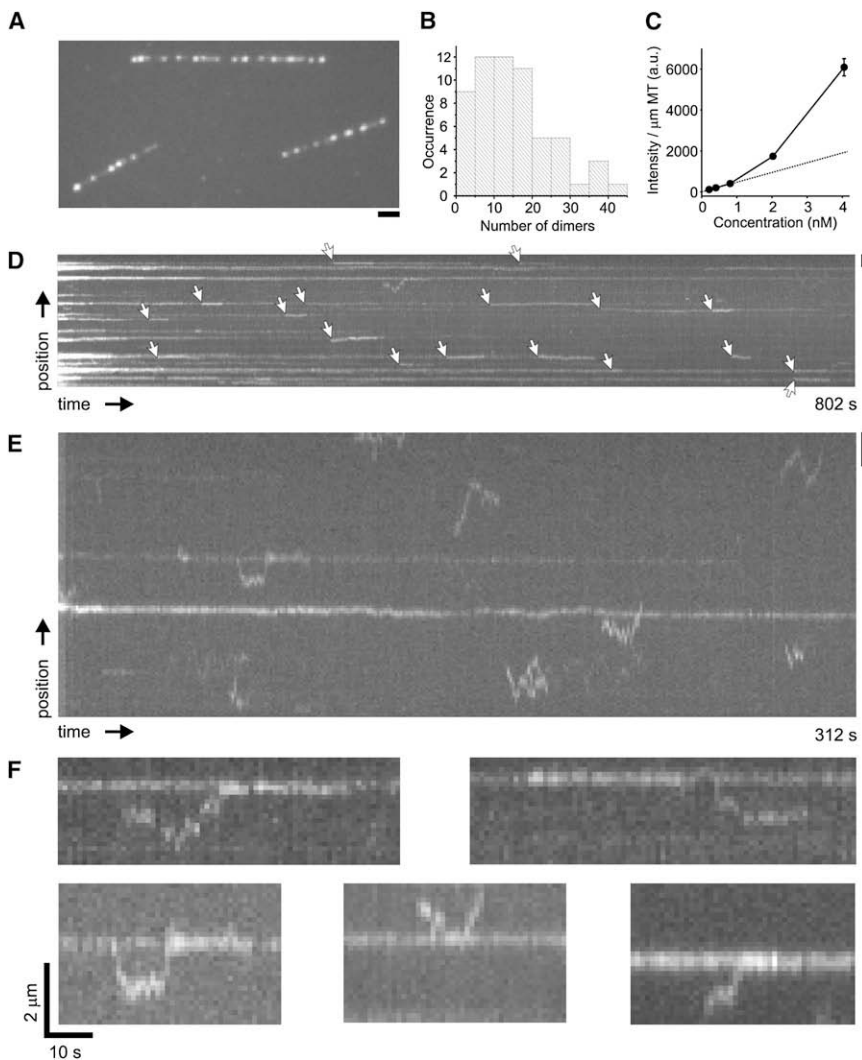 A
B
12
10
8
6
4
2
0
Occurrence
0 10 20 30 40
Number of dimers
C
6000
4000
2000
0
Intensity / μm MT (a.u.)
0 1 2 3 4
Concentration (nM)
D
position
time
802 s
E
position
time
312 s
F
2 μm
10 s